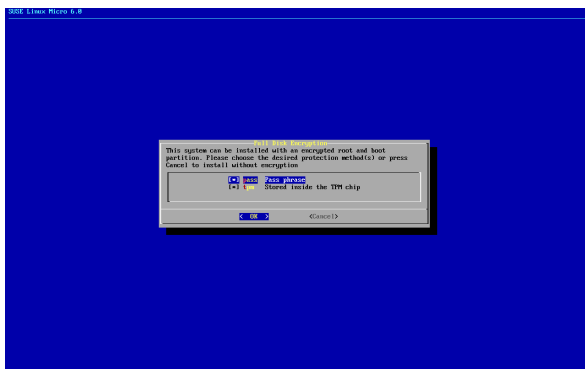 SUSE Linux Micro 6.0
Full Disk Encryption
This system can be installed with an encrypted root and boot
partition. Please choose the desired protection method(s) or press
Cancel to install without encryption
[*] pass Pass phrase
[*] tpm Stored inside the TPM chip
< OK > <Cancel>